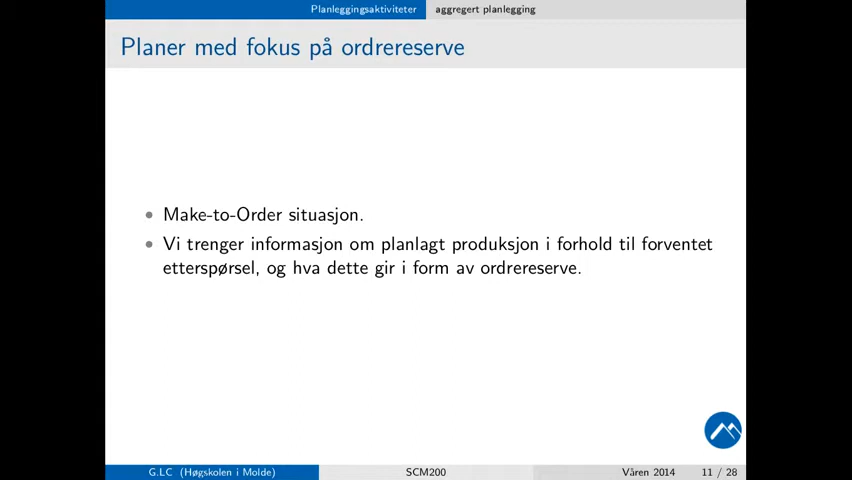 Planleggingsaktiviteter aggregert planlegging
Planer med fokus på ordrereserve
• Make-to-Order situasjon.
• Vi trenger informasjon om planlagt produksjon i forhold til forventet
etterspørsel, og hva dette gir i form av ordrereserve.
G.LC (Høgskolen i Molde) SCM200 Våren 2014 11 / 28